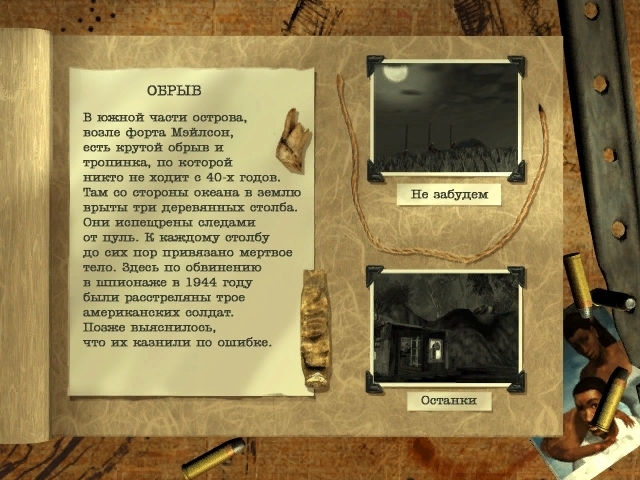 ОБРЫВ
В южной части острова,
возле форта Мэйлсон,
есть крутой обрыв и
тропинка, по которой
никто не ходит с 40-х годов.
Там со стороны океана в землю
врыты три деревянных столба.
Они испещрены следами
от пуль. К каждому столбу
до сих пор привязано мертвое
тело. Здесь по обвинению
в шпионаже в 1944 году
были расстреляны трое
американских солдат.
Позже выяснилось,
что их казнили по ошибке.
Не забудем
Останки